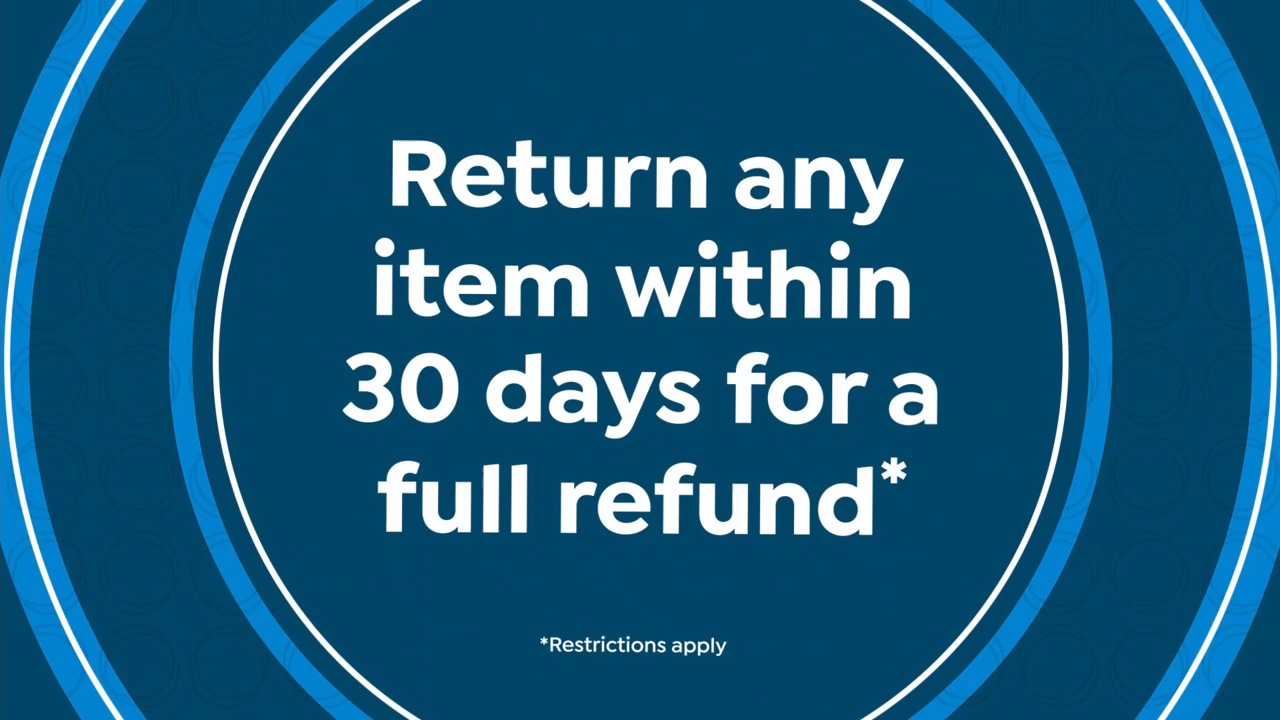 Return any
item within
30 days for a
full refund*
*Restrictions apply